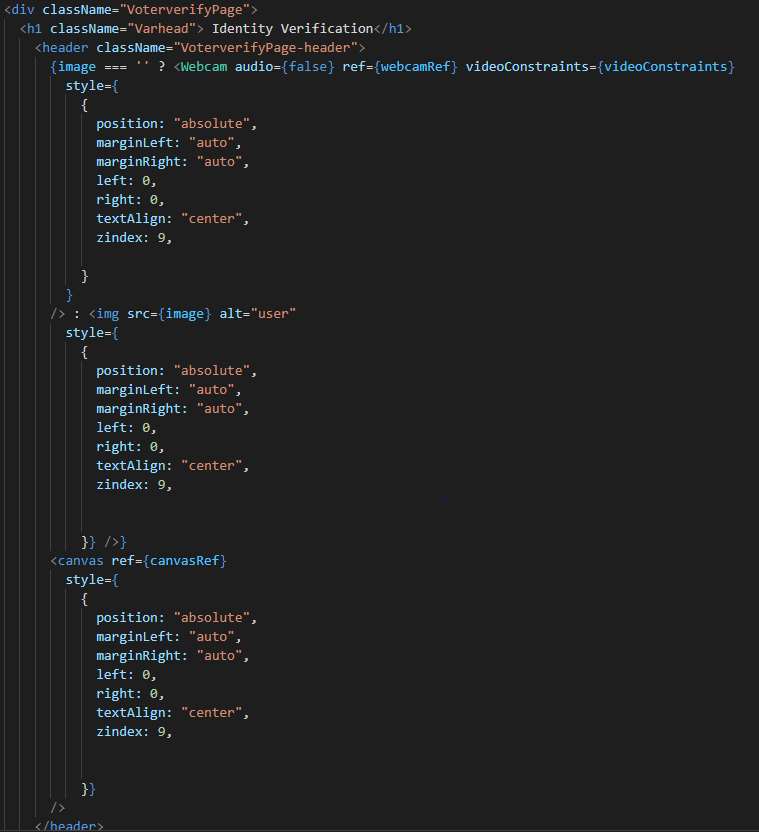 <div className="VoterverifyPage">
<h1 className="Varhead"> Identity Verification</h1>
<header className="VoterverifyPage-header">
{image === '' ? <Webcam audio={false} ref={webcamRef} videoConstraints={videoConstraints}
style={
{
position: "absolute",
marginLeft: "auto",
marginRight: "auto",
left: 0,
right: 0,
textAlign: "center",
zindex: 9,
}
}
/> : <img src={image} alt="user"
style={
{
position: "absolute",
marginLeft: "auto",
marginRight: "auto",
left: 0,
right: 0,
textAlign: "center",
zindex: 9,
}} />}
<canvas ref={canvasRef}
style={
{
position: "absolute",
marginLeft: "auto",
marginRight: "auto",
left: 0,
right: 0,
textAlign: "center",
zindex: 9,
}}
/>
</header>